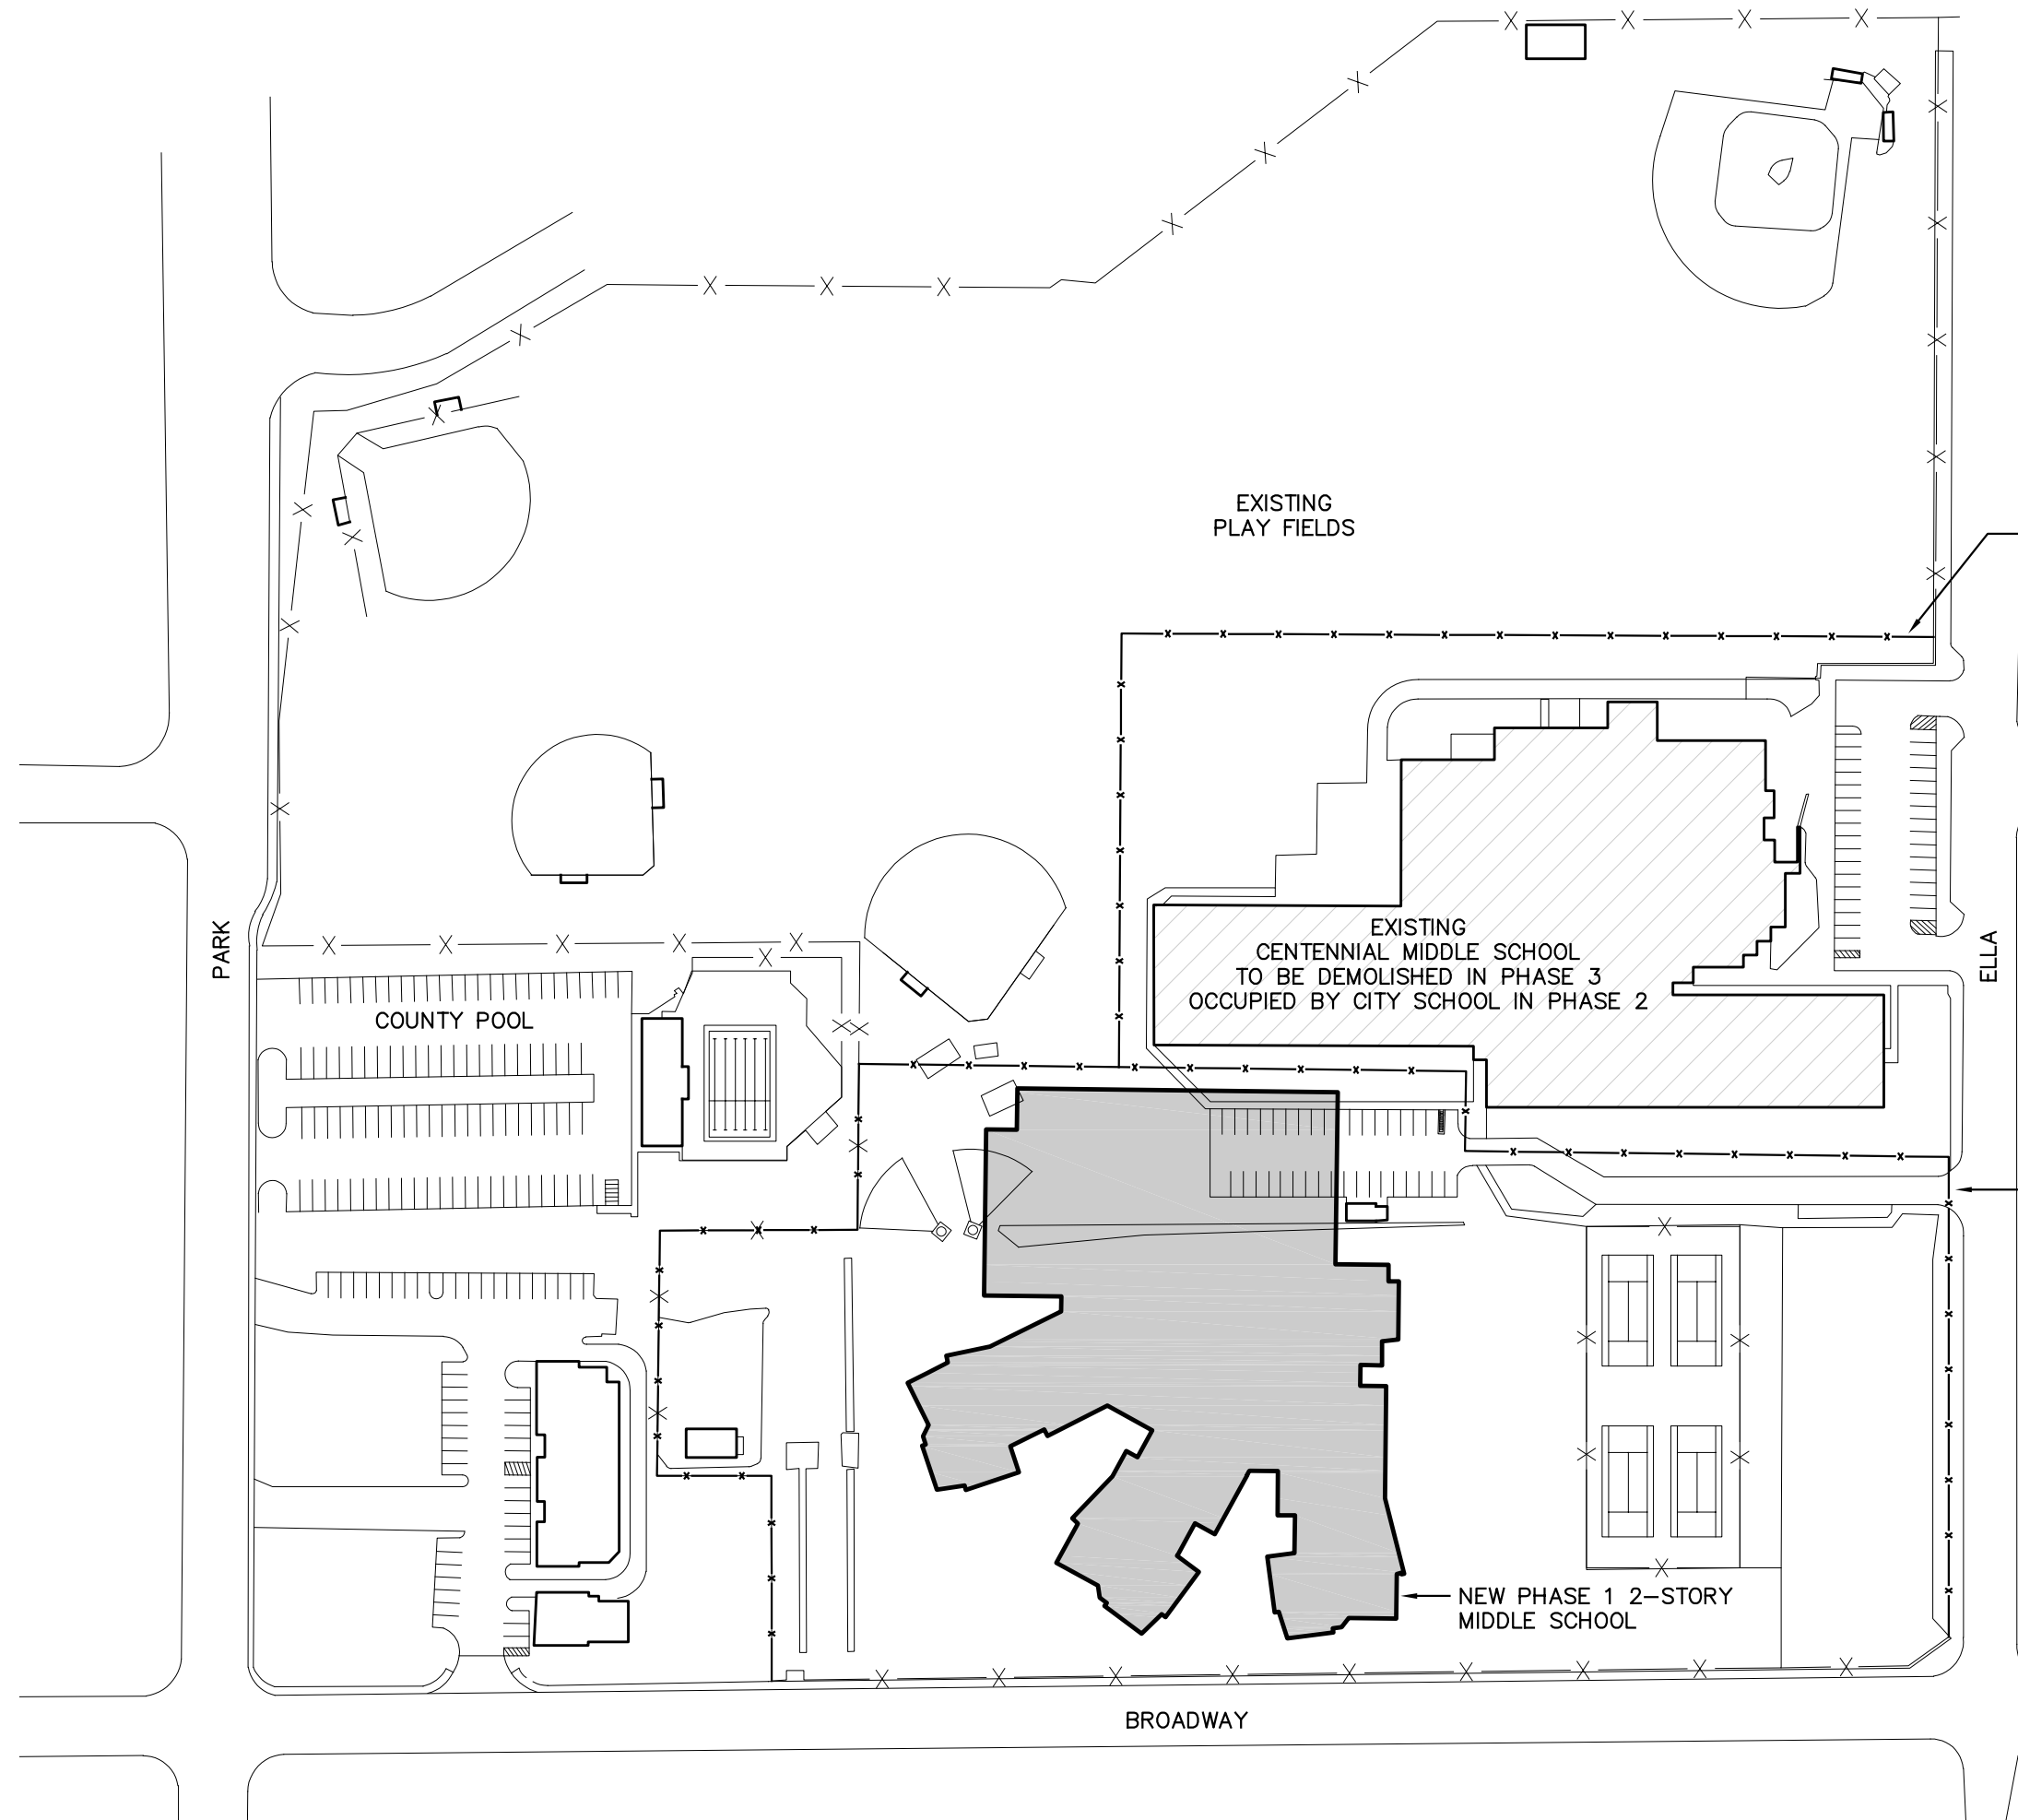 EXISTING
PLAY FIELDS
EXISTING
CENTENNIAL MIDDLE SCHOOL
TO BE DEMOLISHED IN PHASE 3
OCCUPIED BY CITY SCHOOL IN PHASE 2
PARK
ELLA
COUNTY POOL
NEW PHASE 1 2-STORY
MIDDLE SCHOOL
BROADWAY